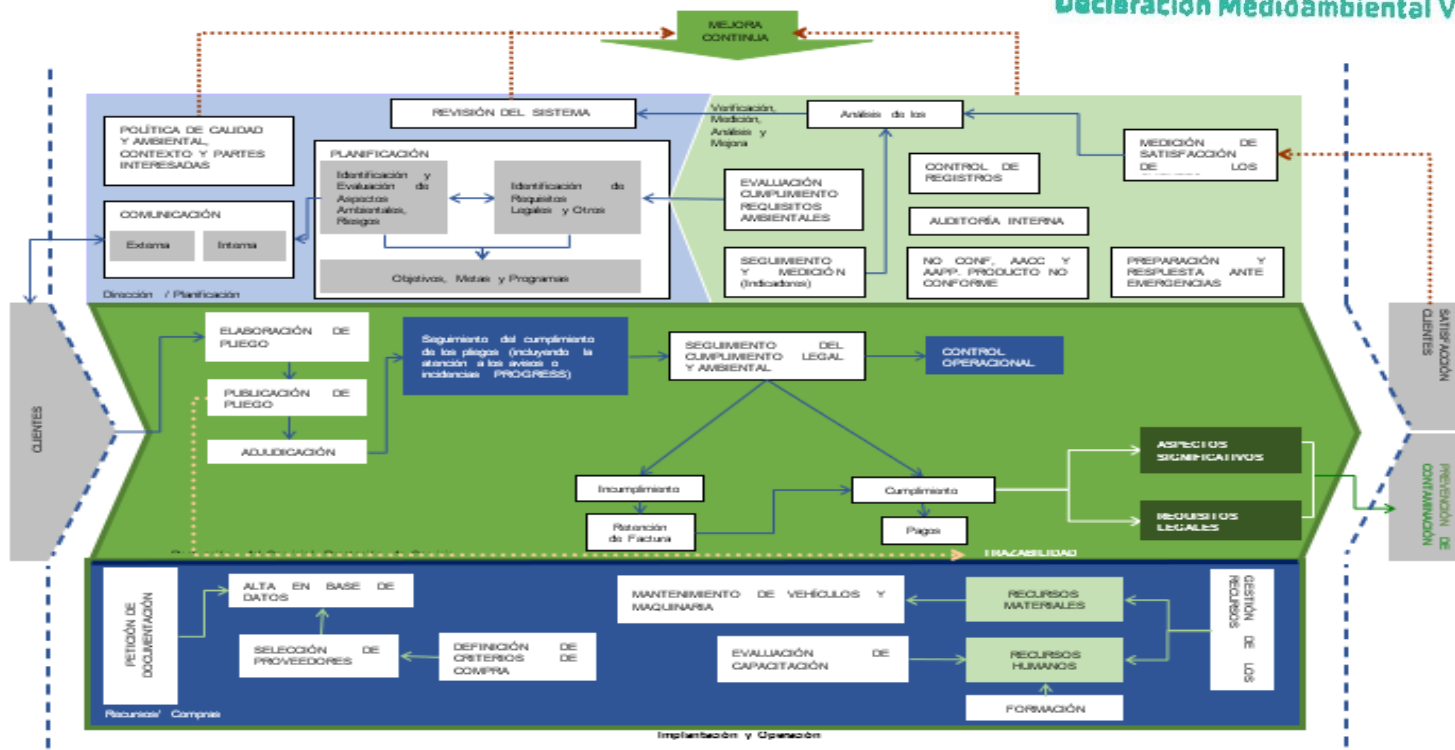 Declaración Medioambiental V
MEJORA
CONTINUA
REVISIÓN DEL SISTEMA
Verificación,
Medición,
Análisis y
Mejora
Análisis de los
POLÍTICA DE CALIDAD
Y AMBIENTAL,
CONTEXTO Y PARTES
INTERESADAS
PLANIFICACIÓN
Identificación y
Evaluación de
Aspectos
Ambientales,
Riesgos
Identificación de
Requisitos
Legales y Otros
Objetivos, Metas y Programas
COMUNICACIÓN
Externa
Interna
Dirección / Planificación
EVALUACIÓN
CUMPLIMIENTO
REQUISITOS
AMBIENTALES
SEGUIMIENTO
Y MEDICIÓN
(Indicadores)
CONTROL DE
REGISTROS
AUDITORÍA INTERNA
NO CONF, AACC Y
AAPP. PRODUCTO NO
CONFORME
MEDICIÓN DE
SATISFACCIÓN
DE LOS
PREPARACIÓN Y
RESPUESTA ANTE
EMERGENCIAS
CLIENTES
ELABORACIÓN DE
PLIEGO
PUBLICACIÓN DE
PLIEGO
ADJUDICACIÓN
Seguimiento del cumplimiento
de los pliegos (incluyendo la
atención a los avisos o
incidencias PROGRESS)
SEGUIMIENTO DEL
CUMPLIMIENTO LEGAL
Y AMBIENTAL
CONTROL
OPERACIONAL
Incumplimiento
Retención
de Factura
Cumplimiento
Pagos
ASPECTOS
SIGNIFICATIVOS
REQUISITOS
LEGALES
TRAZABILIDAD
SATISFACCIÓN
CLIENTES
PREVENCIÓN DE
CONTAMINACIÓN
PETICIÓN DE
DOCUMENTACIÓN
ALTA EN BASE DE
DATOS
SELECCIÓN DE
PROVEEDORES
DEFINICIÓN DE
CRITERIOS DE
COMPRA
MANTENIMIENTO DE VEHÍCULOS Y
MAQUINARIA
EVALUACIÓN DE
CAPACITACIÓN
RECURSOS
MATERIALES
RECURSOS
HUMANOS
FORMACIÓN
GESTIÓN DE LOS
RECURSOS
Recursos/ Compras
Implantación y Operación